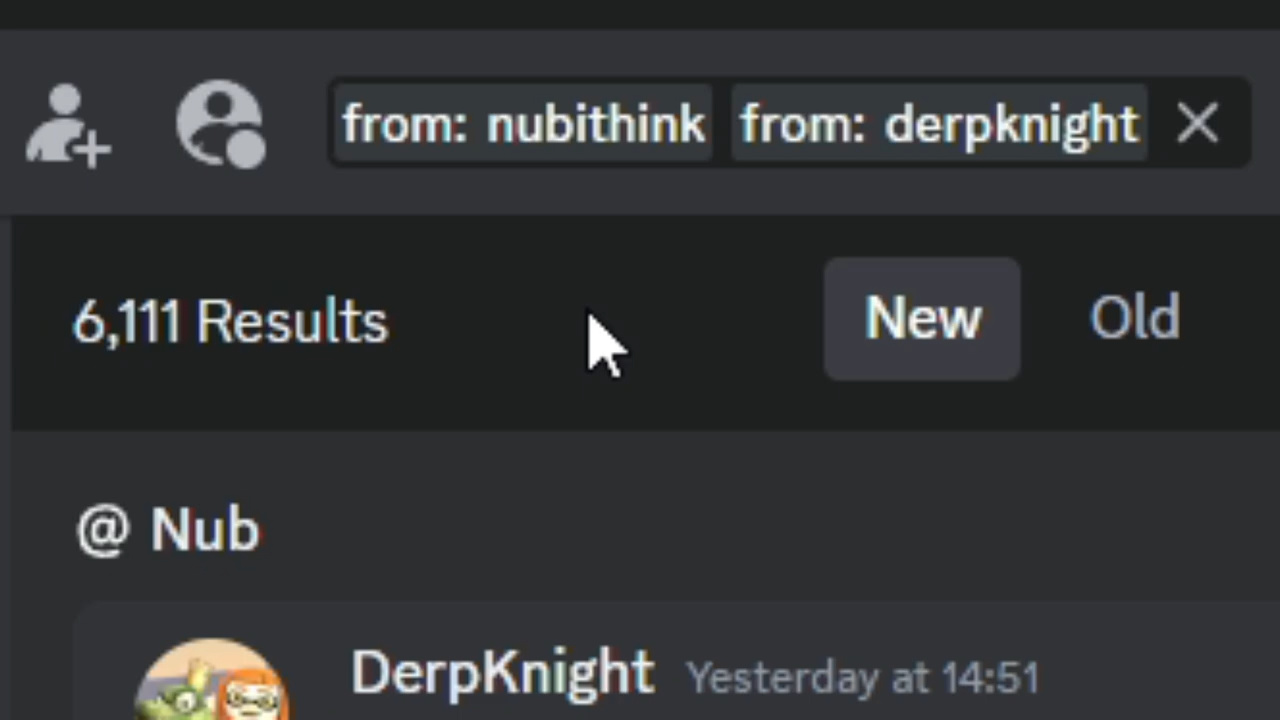 from: nubithink from: derpknight
6,111 Results New Old
@ Nub
DerpKnight Yesterday at 14:51